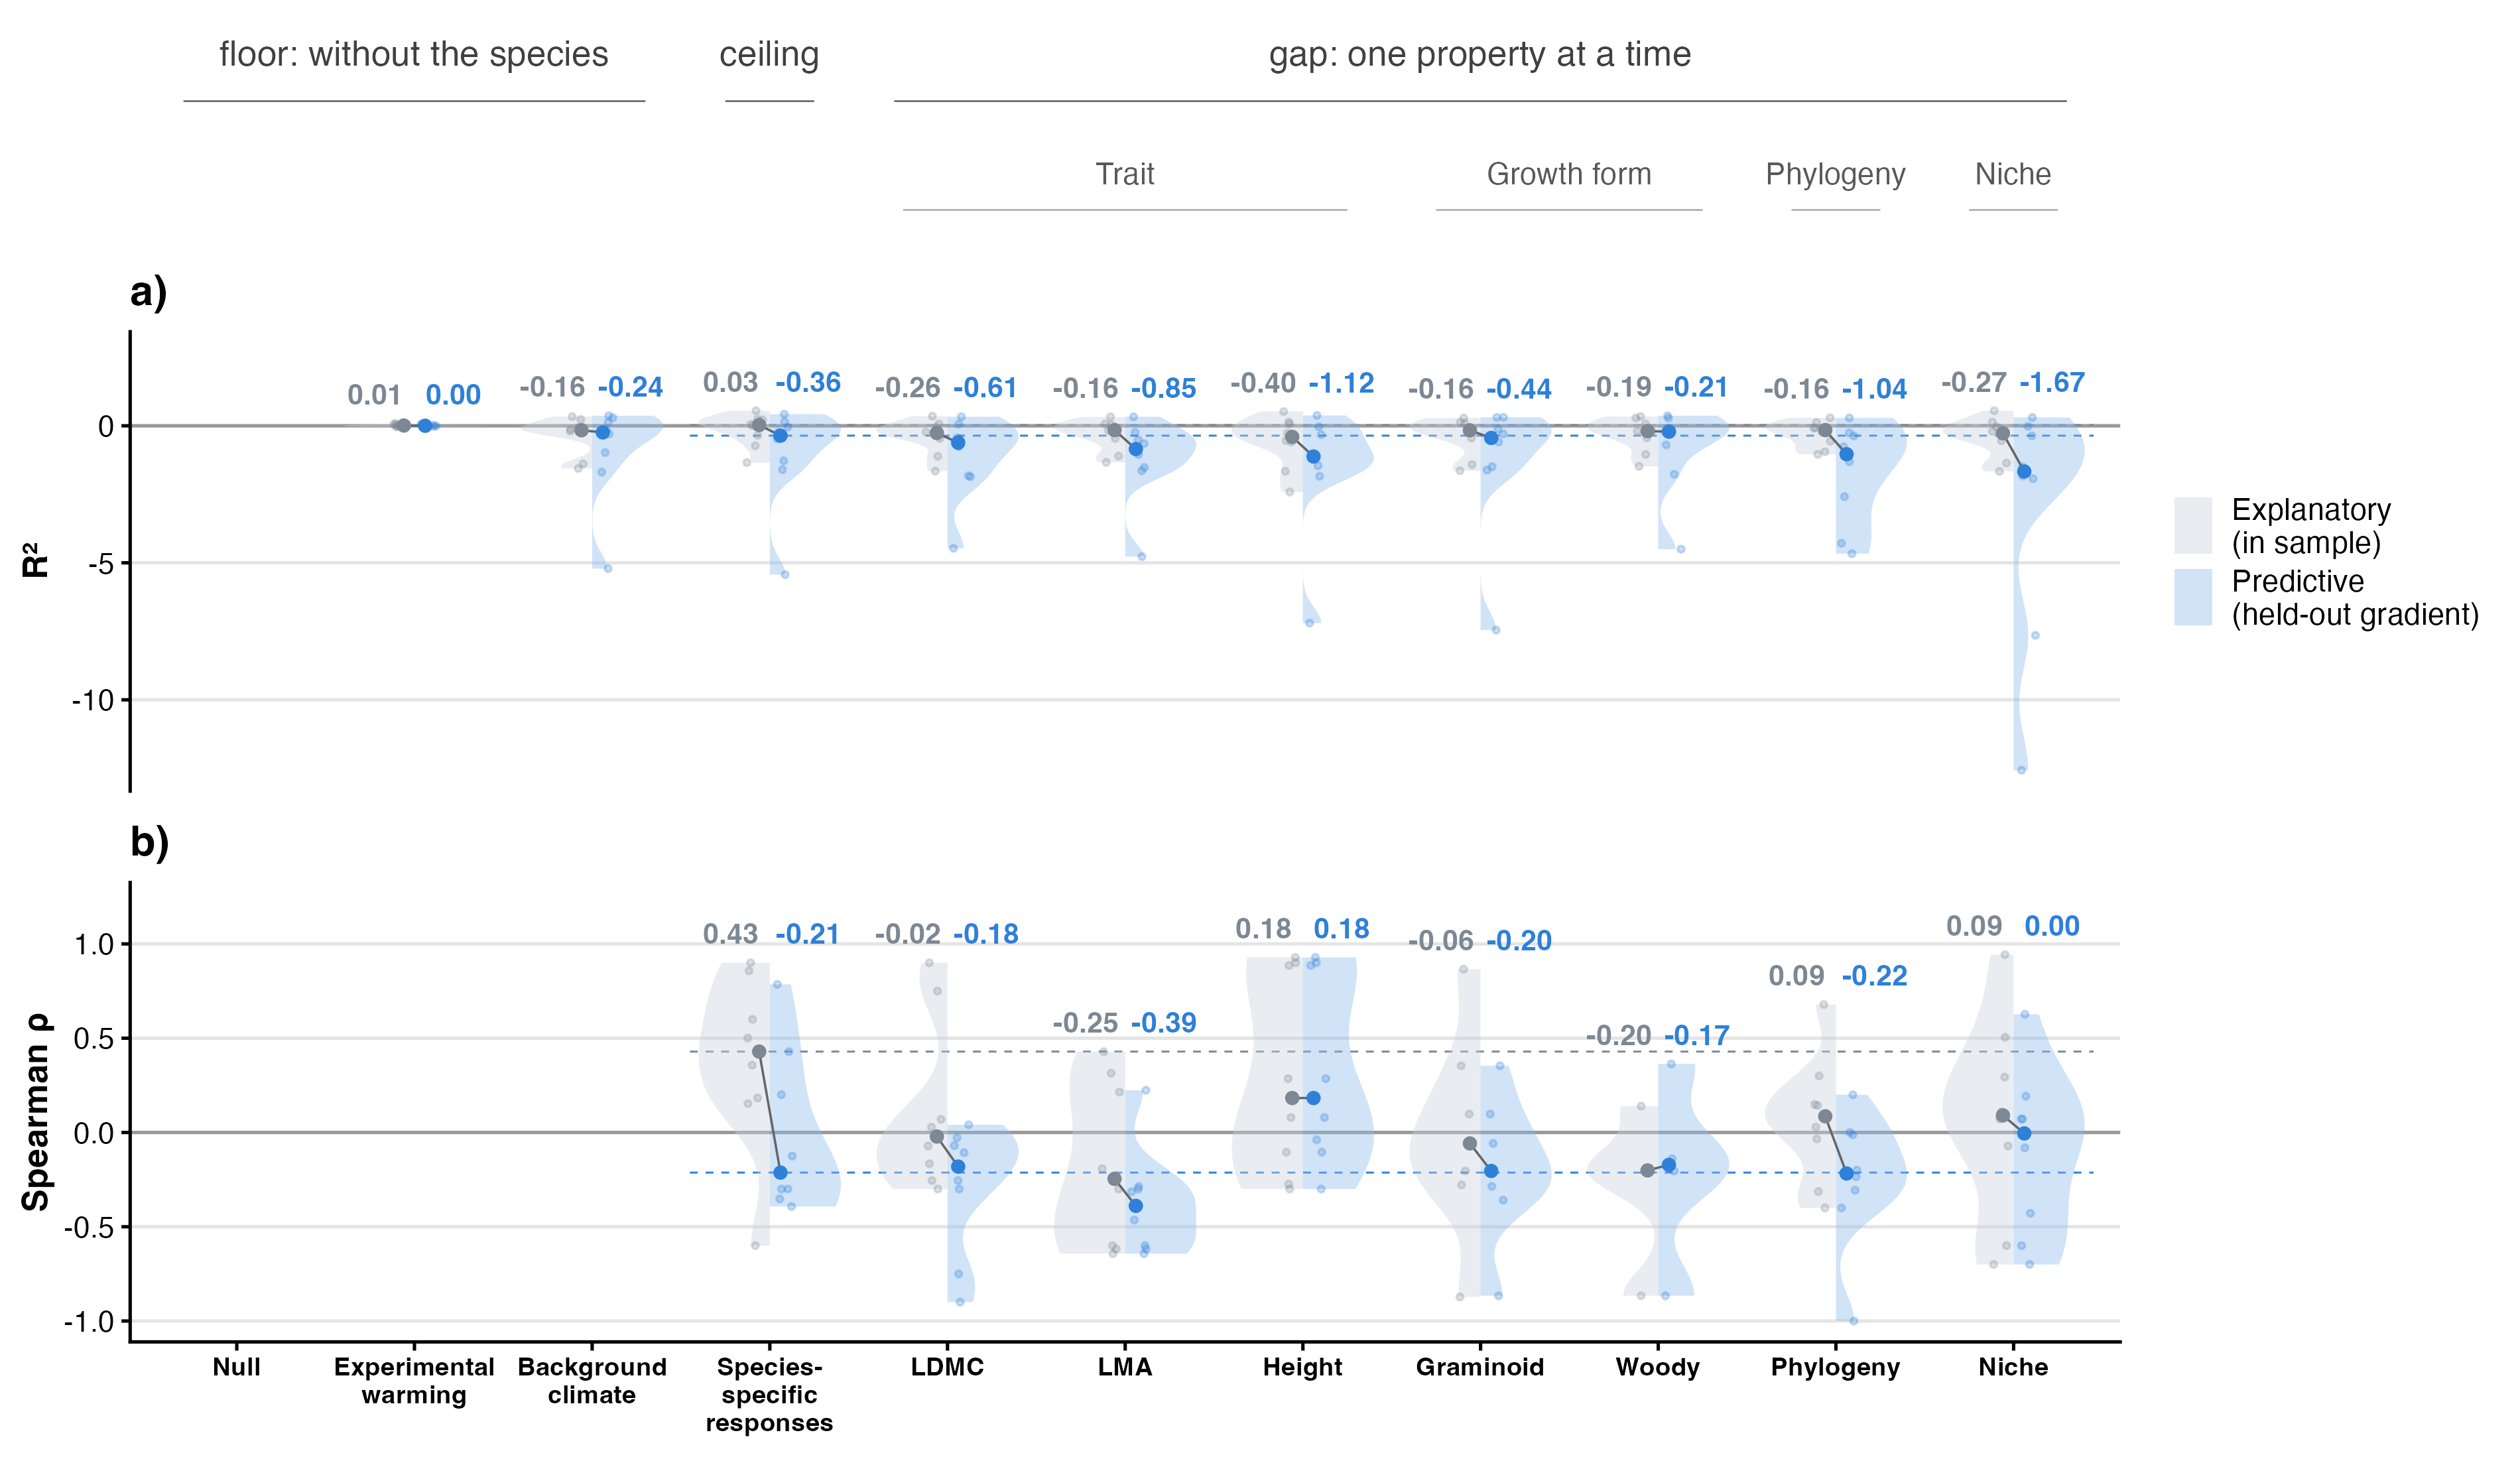 floor: without the species
ceiling
gap: one property at a time
Trait
Growth form
Phylogeny
Niche
a)
0.01 0.00
-0.16 -0.24
0.03 -0.36
-0.26 -0.61
-0.16 -0.85
-0.40 -1.12
-0.16 -0.44
-0.19 -0.21
-0.16 -1.04
-0.27 -1.67
R²
0
-5
-10
Explanatory
(in sample)
Predictive
(held-out gradient)
b)
0.43 -0.21
-0.02 -0.18
-0.25 -0.39
0.18 0.18
-0.06 -0.20
-0.20 -0.17
0.09 -0.22
0.09 0.00
Spearman ρ
1.0
0.5
0.0
-0.5
-1.0
Null
Experimental
warming
Background
climate
Species-
specific
responses
LDMC
LMA
Height
Graminoid
Woody
Phylogeny
Niche